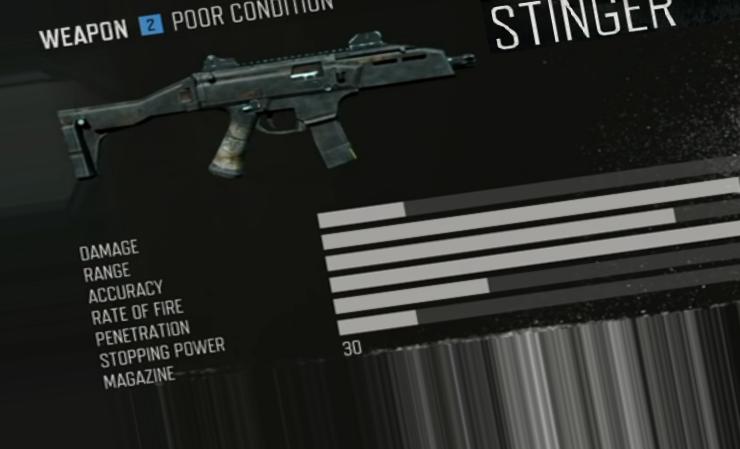 WEAPON 2 POOR CONDITION
STINGER
DAMAGE
RANGE
ACCURACY
RATE OF FIRE
PENETRATION
STOPPING POWER
MAGAZINE 30